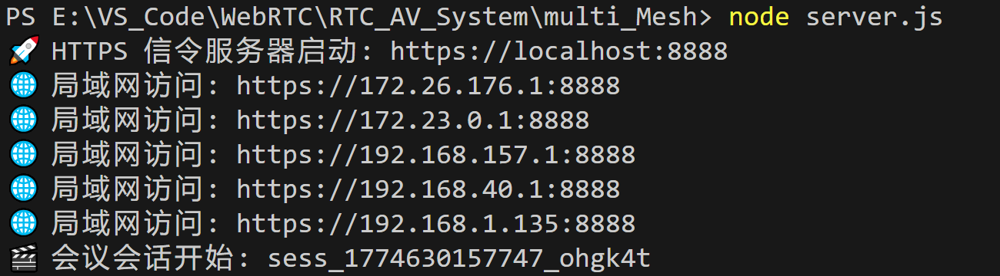 PS E:\VS_Code\WebRTC\RTC_AV_System\multi_Mesh> node server.js
🚀 HTTPS 信令服务器启动: https://localhost:8888
🌐 局域网访问: https://172.26.176.1:8888
🌐 局域网访问: https://172.23.0.1:8888
🌐 局域网访问: https://192.168.157.1:8888
🌐 局域网访问: https://192.168.40.1:8888
🌐 局域网访问: https://192.168.1.135:8888
🎬 会议会话开始: sess_1774630157747_ohgk4t